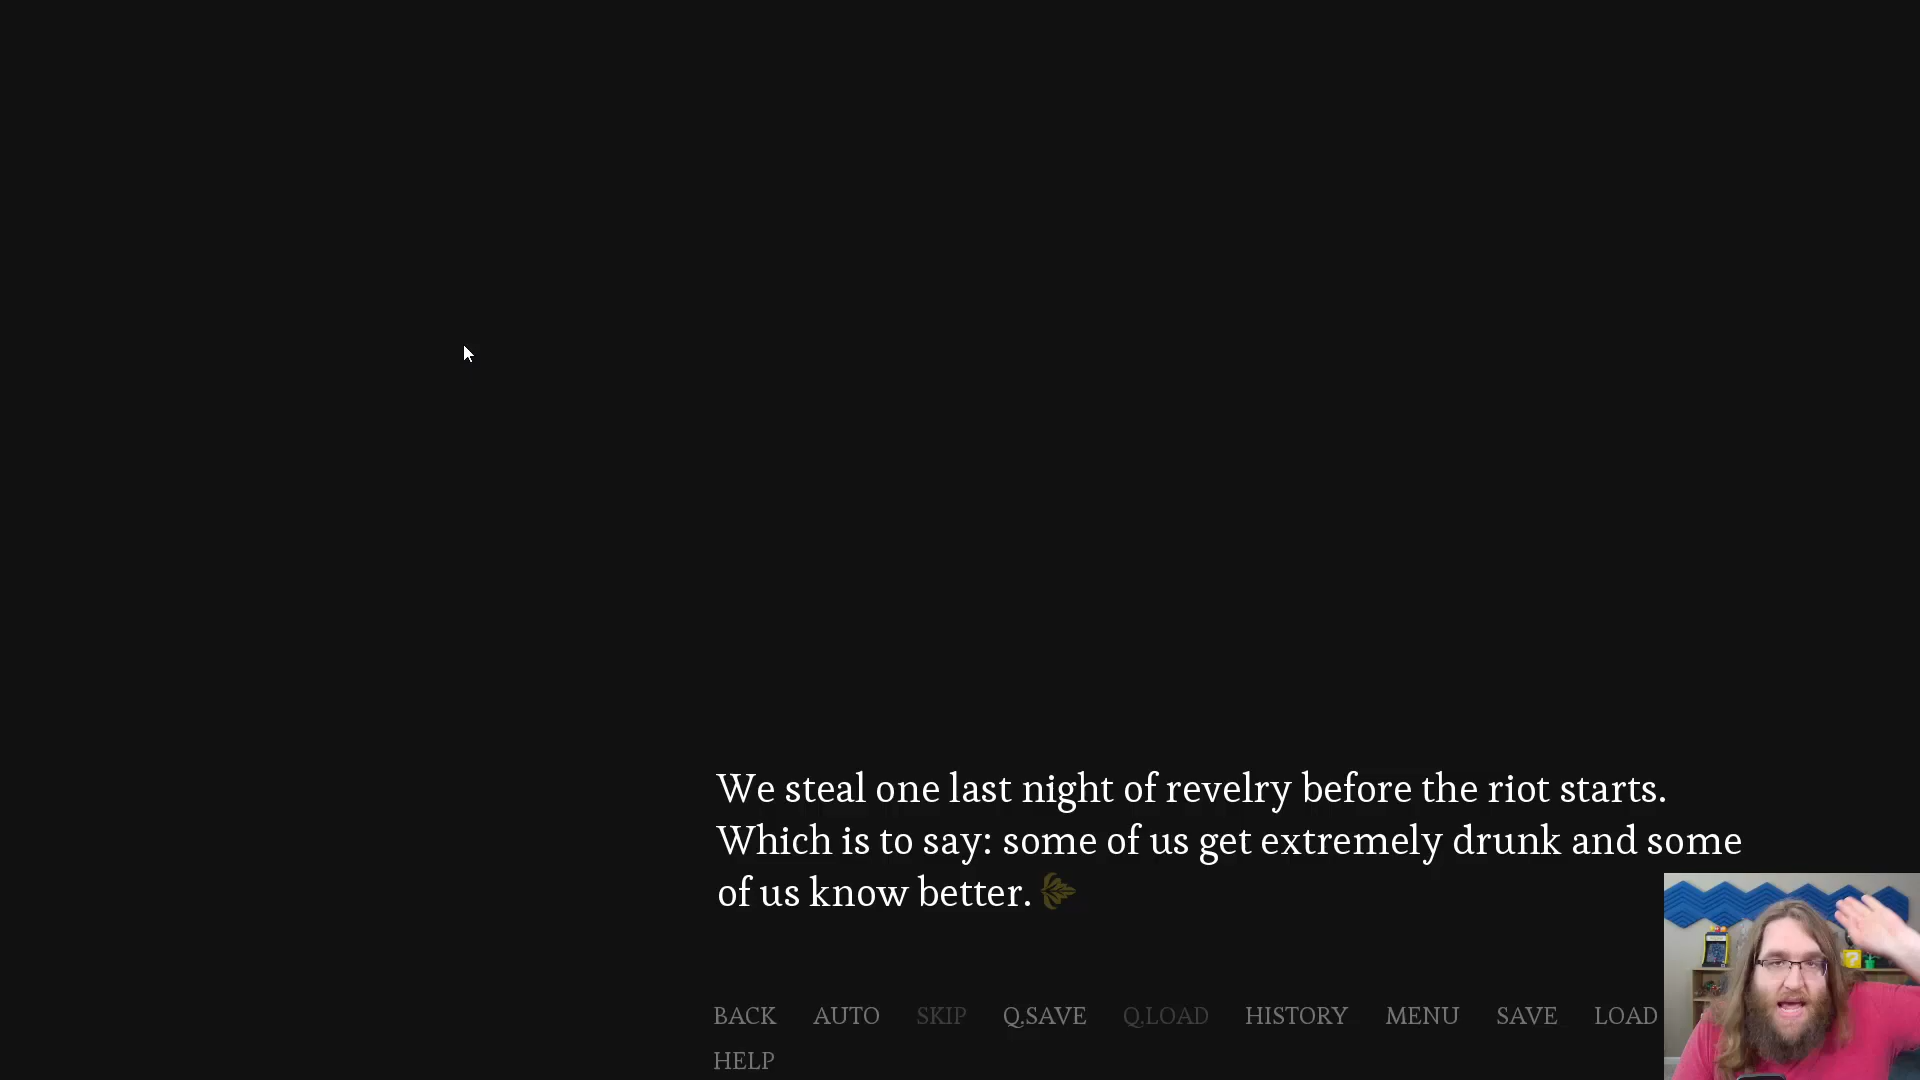 We steal one last night of revelry before the riot starts.
Which is to say: some of us get extremely drunk and some
of us know better.
BACK AUTO SKIP Q.SAVE Q.LOAD HISTORY MENU SAVE LOAD
HELP